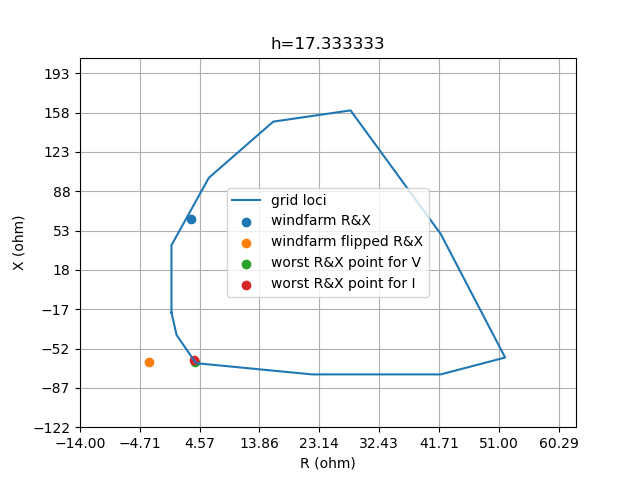 h=17.333333
193
158
123
88
53
18
−17
−52
−87
−122
X (ohm)
grid loci
windfarm R&X
windfarm flipped R&X
worst R&X point for V
worst R&X point for I
−14.00 −4.71 4.57 13.86 23.14 32.43 41.71 51.00 60.29
R (ohm)